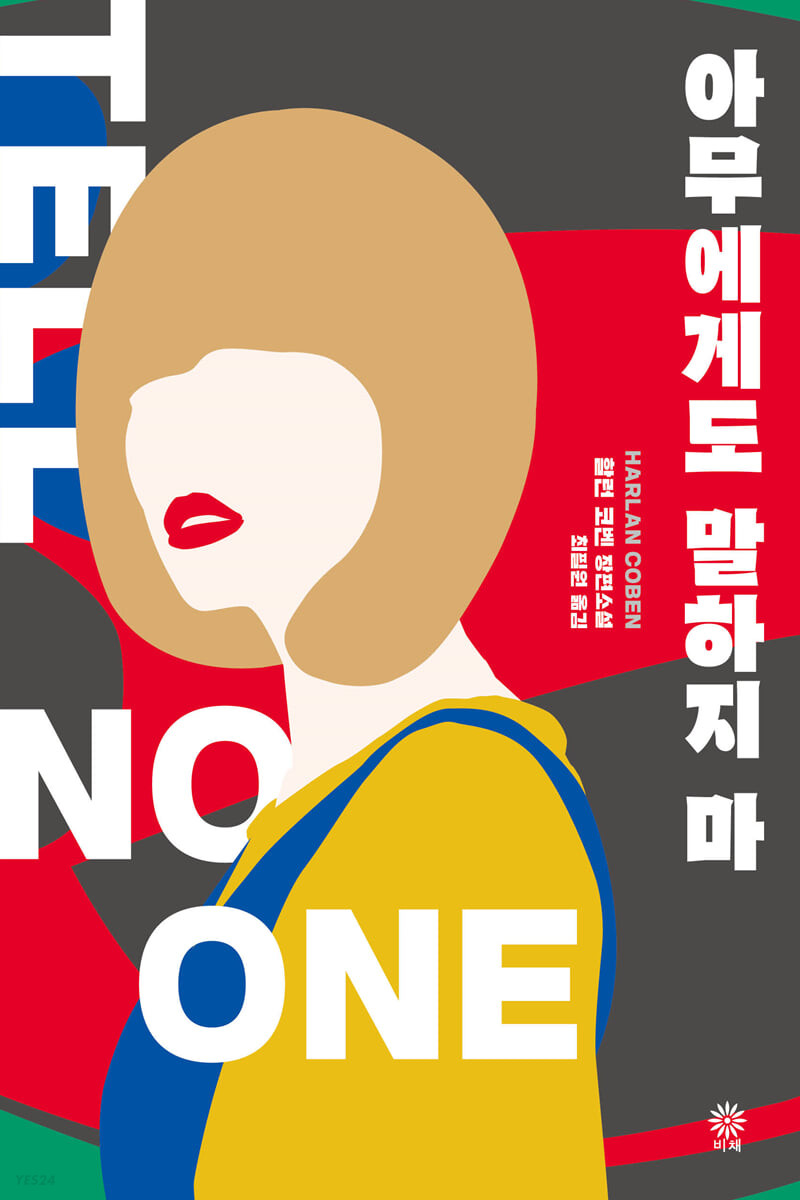 TELL
NO
ONE
아무에게도 말하지 마
HARLAN COBEN
할런 코벤 장편소설
최필원 옮김
비채
YES24